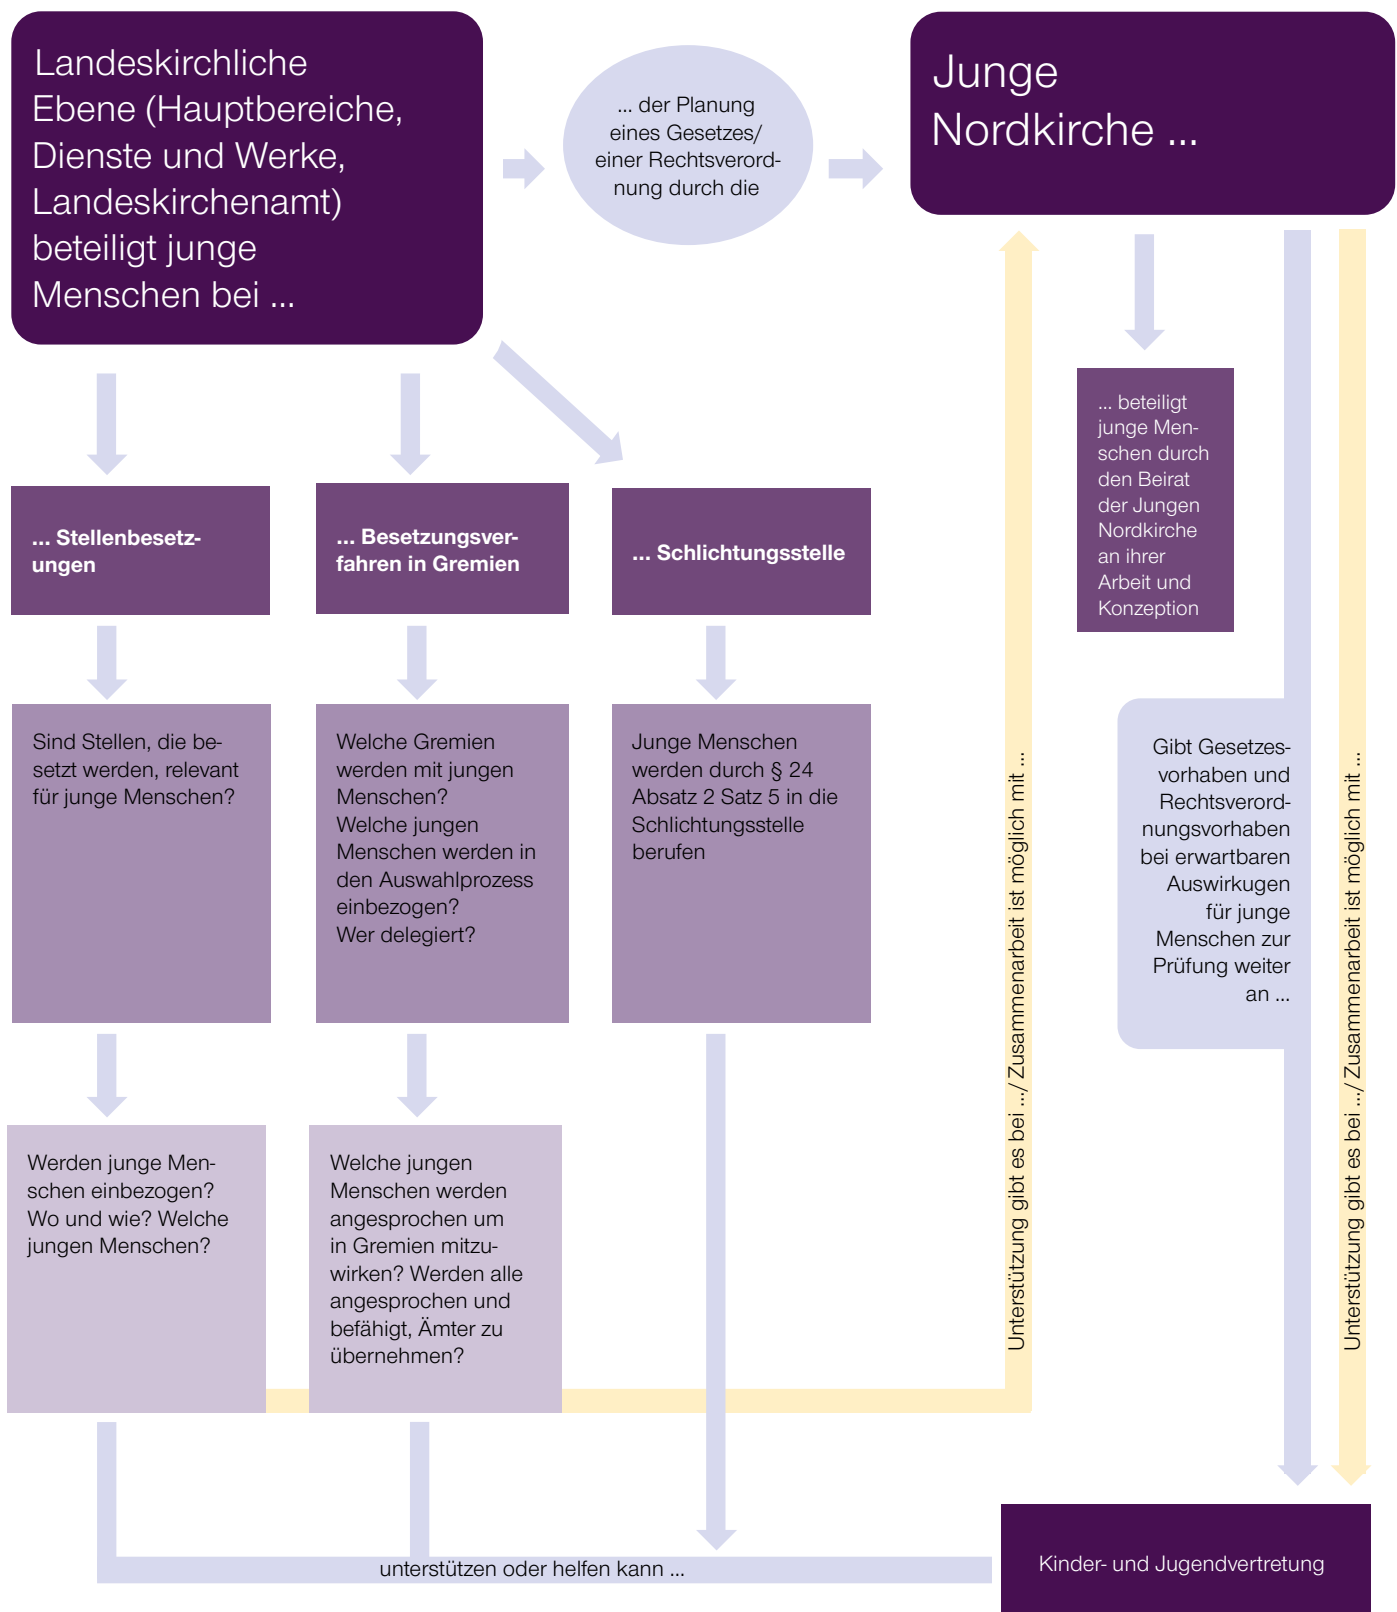 Landeskirchliche
Ebene (Hauptbereiche,
Dienste und Werke,
Landeskirchenamt)
beteiligt junge
Menschen bei ...
... der Planung
eines Gesetzes/
einer Rechtsverord-
nung durch die
Junge
Nordkirche ...
... beteiligt
junge Men-
schen durch
den Beirat
der Jungen
Nordkirche
an ihrer
Arbeit und
Konzeption
... Stellenbesetz-
ungen
... Besetzungsver-
fahren in Gremien
... Schlichtungsstelle
Sind Stellen, die be-
setzt werden, relevant
für junge Menschen?
Welche Gremien
werden mit jungen
Menschen?
Welche jungen
Menschen werden in
den Auswahlprozess
einbezogen?
Wer delegiert?
Junge Menschen
werden durch § 24
Absatz 2 Satz 5 in die
Schlichtungsstelle
berufen
Unterstützung gibt es bei .../ Zusammenarbeit ist möglich mit ...
Gibt Gesetzes-
vorhaben und
Rechtsverord-
nungsvorhaben
bei erwartbaren
Auswirkugen
für junge
Menschen zur
Prüfung weiter
an ...
Unterstützung gibt es bei .../ Zusammenarbeit ist möglich mit ...
Werden junge Men-
schen einbezogen?
Wo und wie? Welche
jungen Menschen?
Welche jungen
Menschen werden
angesprochen um
in Gremien mitzu-
wirken? Werden alle
angesprochen und
befähigt, Ämter zu
übernehmen?
unterstützen oder helfen kann ...
Kinder- und Jugendvertretung